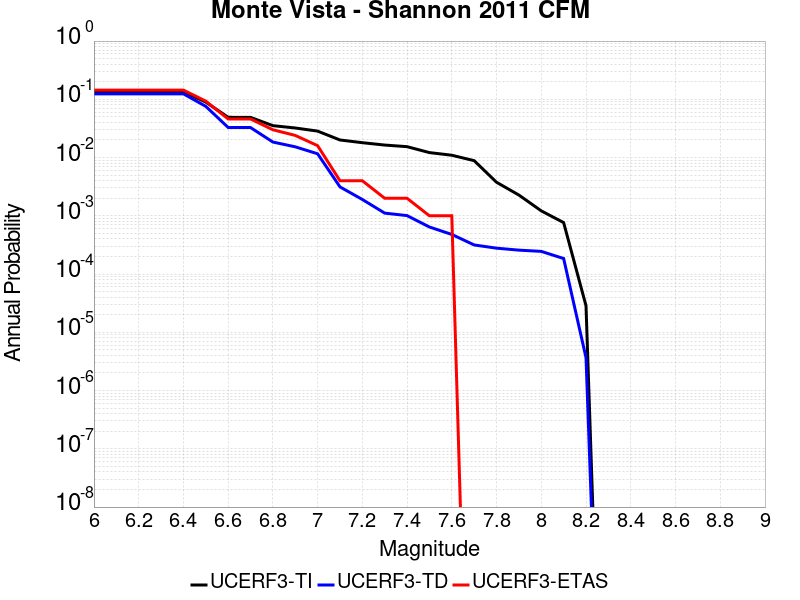 Monte Vista - Shannon 2011 CFM
10^0
10^-1
10^-2
10^-3
10^-4
10^-5
10^-6
10^-7
10^-8
Annual Probability
6 6.2 6.4 6.6 6.8 7 7.2 7.4 7.6 7.8 8 8.2 8.4 8.6 8.8 9
Magnitude
UCERF3-TI UCERF3-TD UCERF3-ETAS